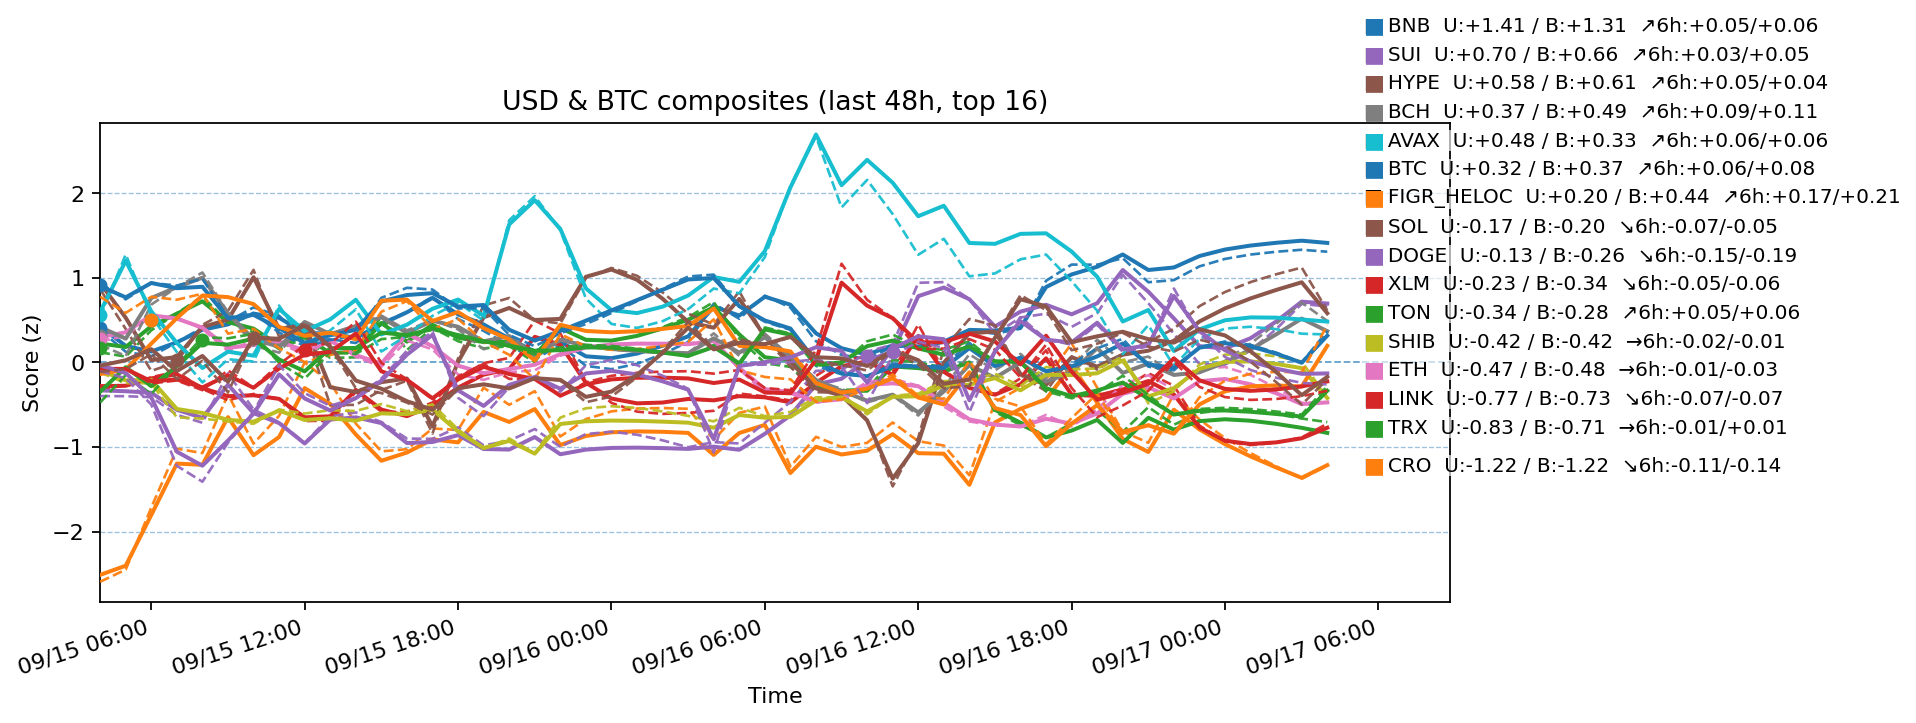 BNB U:+1.41 / B:+1.31 ↗6h:+0.05/+0.06
SUI U:+0.70 / B:+0.66 ↗6h:+0.03/+0.05
HYPE U:+0.58 / B:+0.61 ↗6h:+0.05/+0.04
USD & BTC composites (last 48h, top 16)
BCH U:+0.37 / B:+0.49 ↗6h:+0.09/+0.11
AVAX U:+0.48 / B:+0.33 ↗6h:+0.06/+0.06
BTC U:+0.32 / B:+0.37 ↗6h:+0.06/+0.08
FIGR_HELOC U:+0.20 / B:+0.44 ↗6h:+0.17/+0.21
SOL U:-0.17 / B:-0.20 ↘6h:-0.07/-0.05
DOGE U:-0.13 / B:-0.26 ↘6h:-0.15/-0.19
XLM U:-0.23 / B:-0.34 ↘6h:-0.05/-0.06
TON U:-0.34 / B:-0.28 ↗6h:+0.05/+0.06
SHIB U:-0.42 / B:-0.42 →6h:-0.02/-0.01
ETH U:-0.47 / B:-0.48 →6h:-0.01/-0.03
LINK U:-0.77 / B:-0.73 ↘6h:-0.07/-0.07
TRX U:-0.83 / B:-0.71 →6h:-0.01/+0.01
CRO U:-1.22 / B:-1.22 ↘6h:-0.11/-0.14
Score (z)
2
1
0
−1
−2
09/15 06:00
09/15 12:00
09/15 18:00
09/16 00:00
09/16 06:00
09/16 12:00
09/16 18:00
09/17 00:00
09/17 06:00
Time